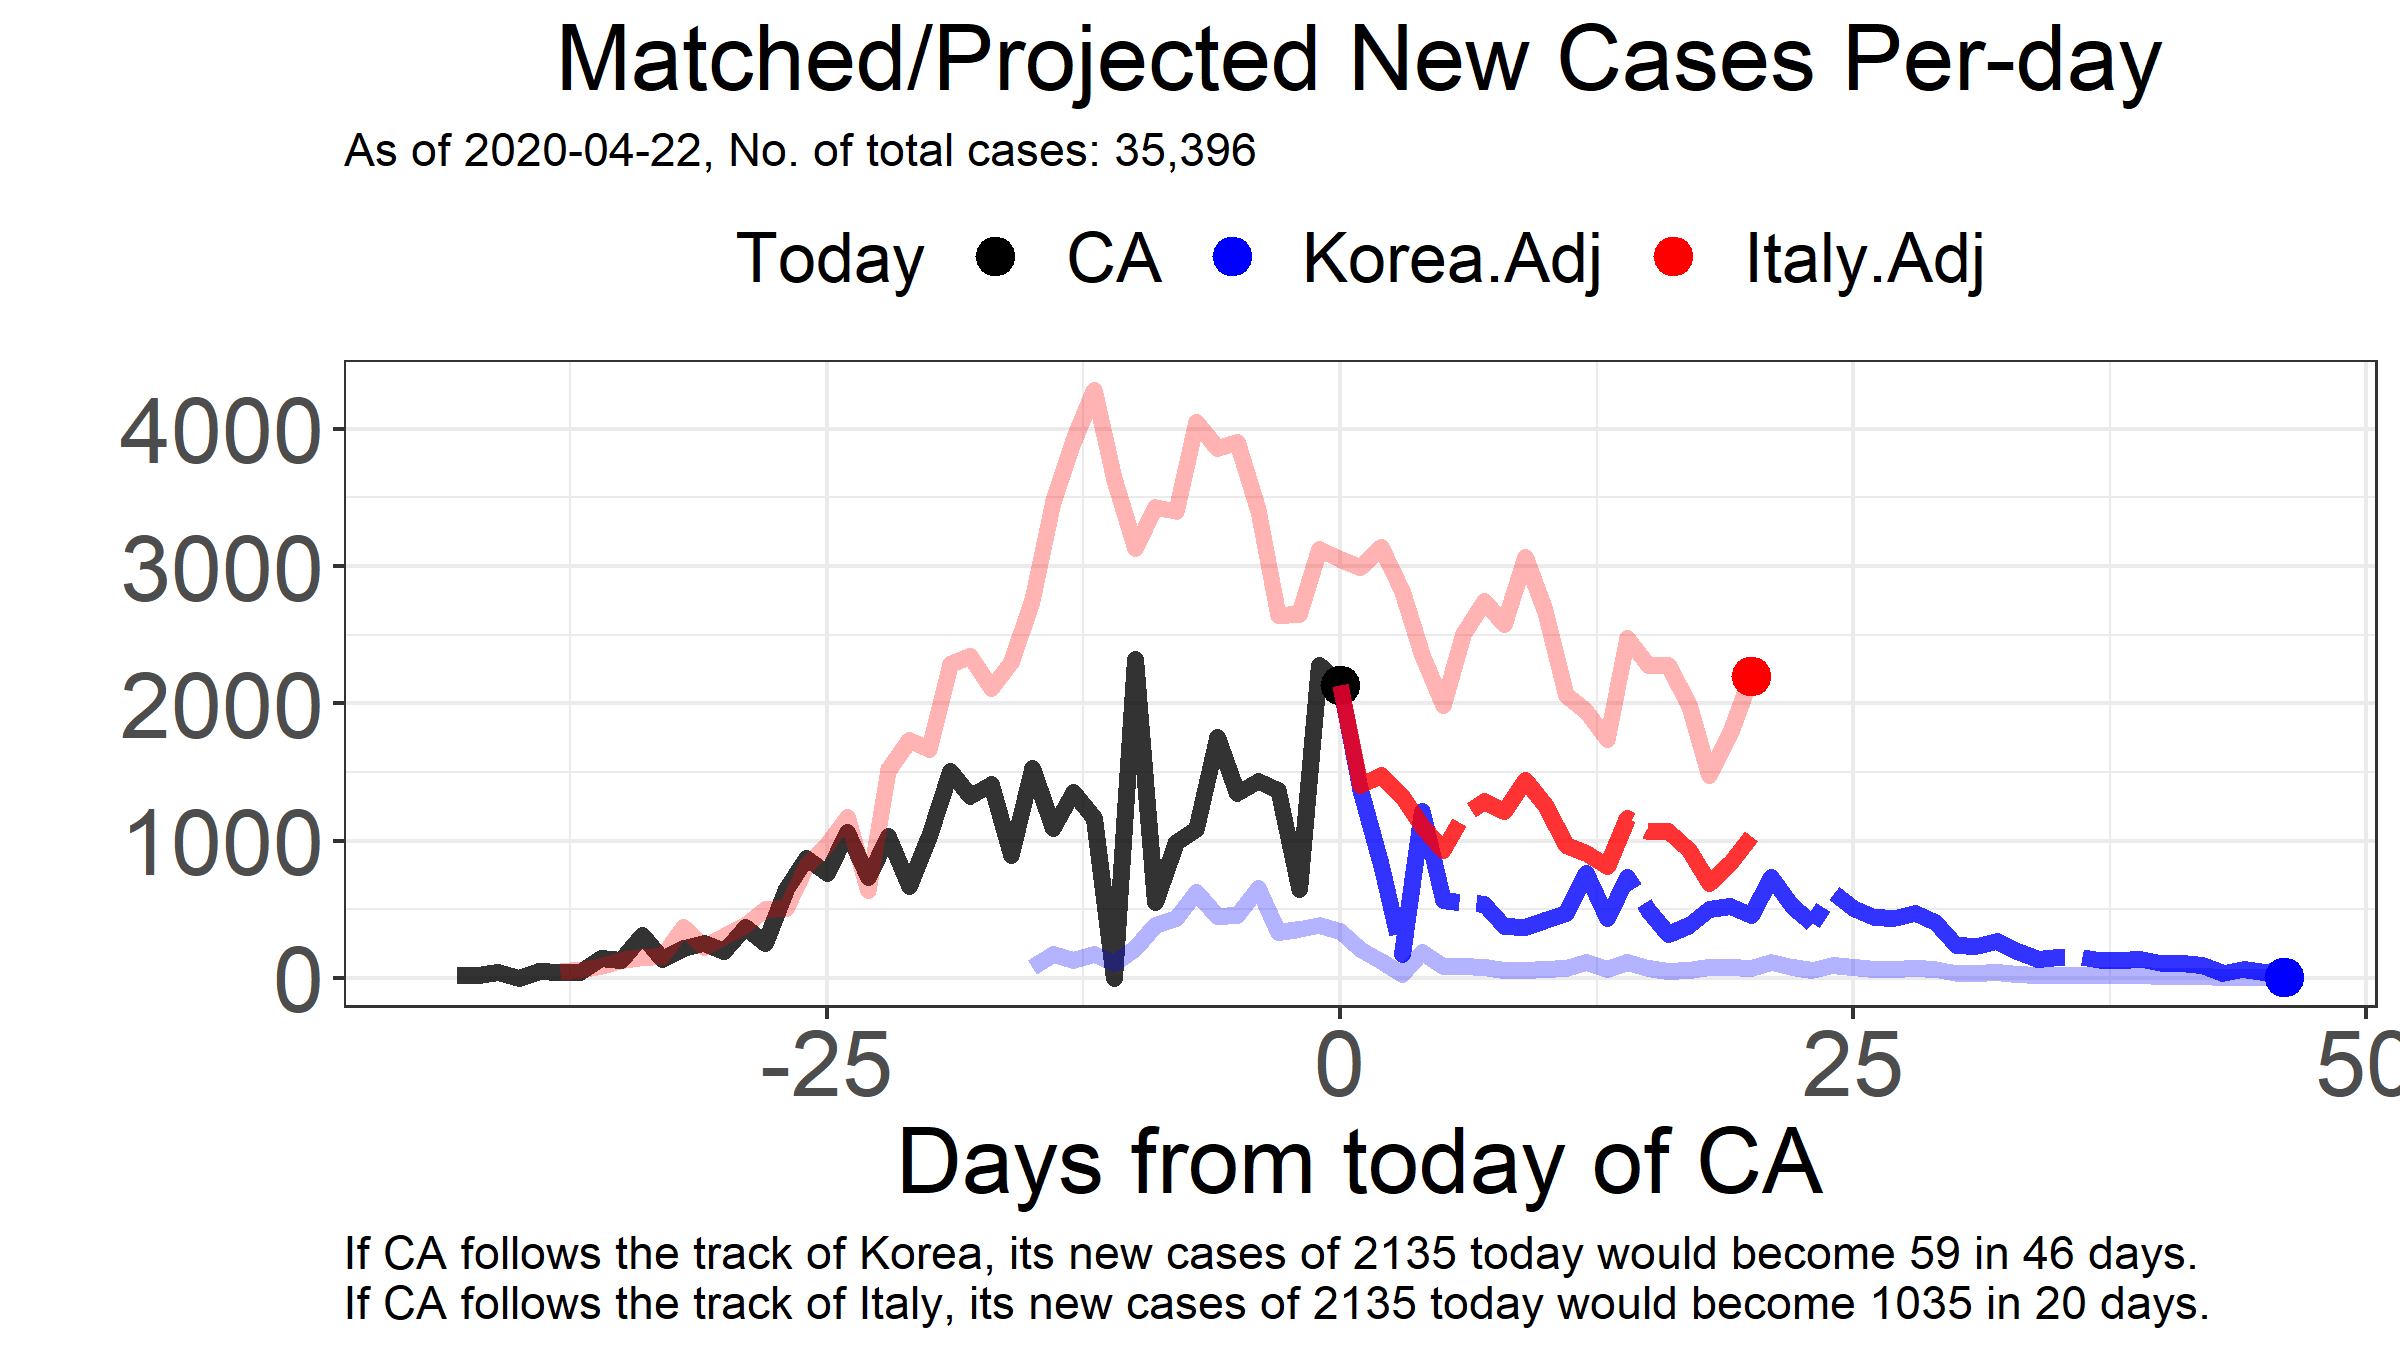 Matched/Projected New Cases Per-day
As of 2020-04-22, No. of total cases: 35,396
Today CA Korea.Adj Italy.Adj
4000
3000
2000
1000
0
-25 0 25 50
Days from today of CA
If CA follows the track of Korea, its new cases of 2135 today would become 59 in 46 days.
If CA follows the track of Italy, its new cases of 2135 today would become 1035 in 20 days.